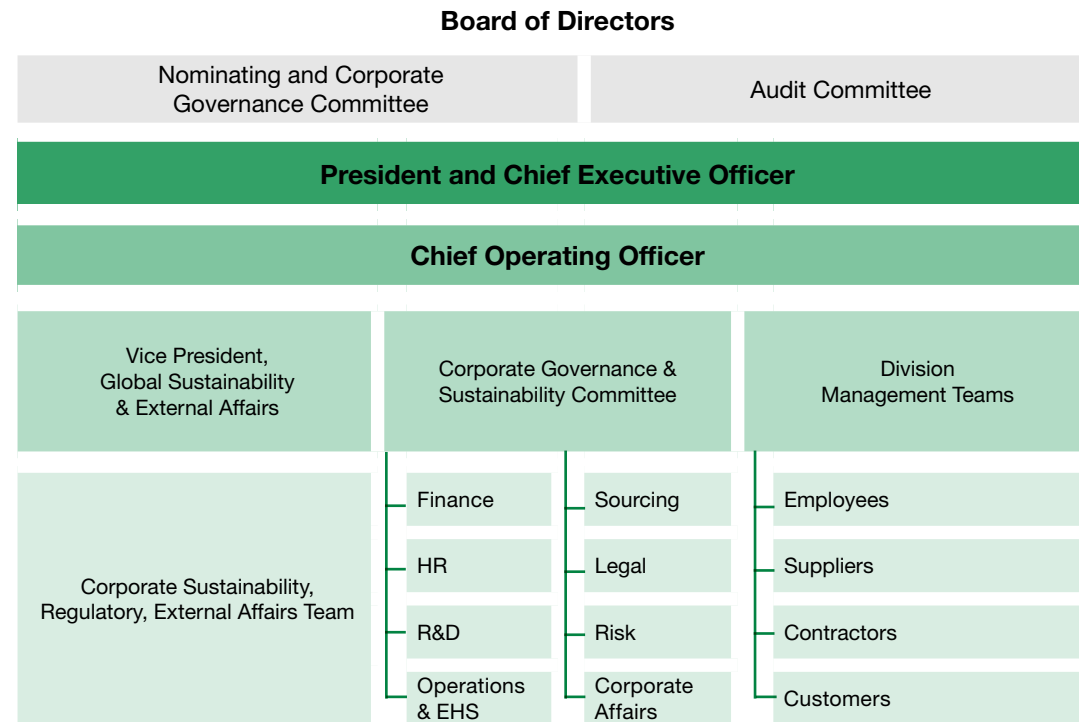 Board of Directors
Nominating and Corporate
Governance Committee
Audit Committee
President and Chief Executive Officer
Chief Operating Officer
Vice President,
Global Sustainability
& External Affairs
Corporate Governance &
Sustainability Committee
Division
Management Teams
Corporate Sustainability,
Regulatory, External Affairs Team
Finance
HR
R&D
Operations
& EHS
Sourcing
Legal
Risk
Corporate
Affairs
Employees
Suppliers
Contractors
Customers